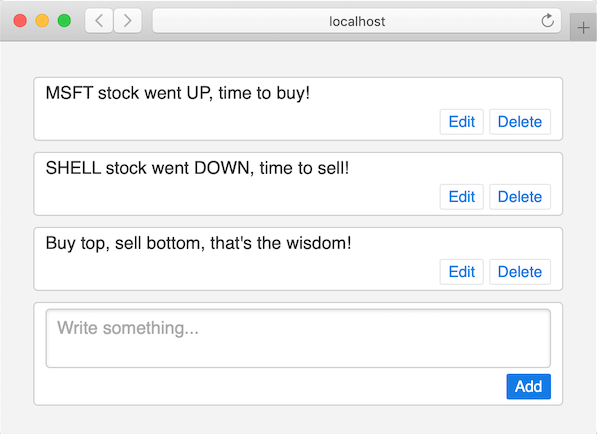 localhost
MSFT stock went UP, time to buy!
Edit Delete
SHELL stock went DOWN, time to sell!
Edit Delete
Buy top, sell bottom, that's the wisdom!
Edit Delete
Write something...
Add